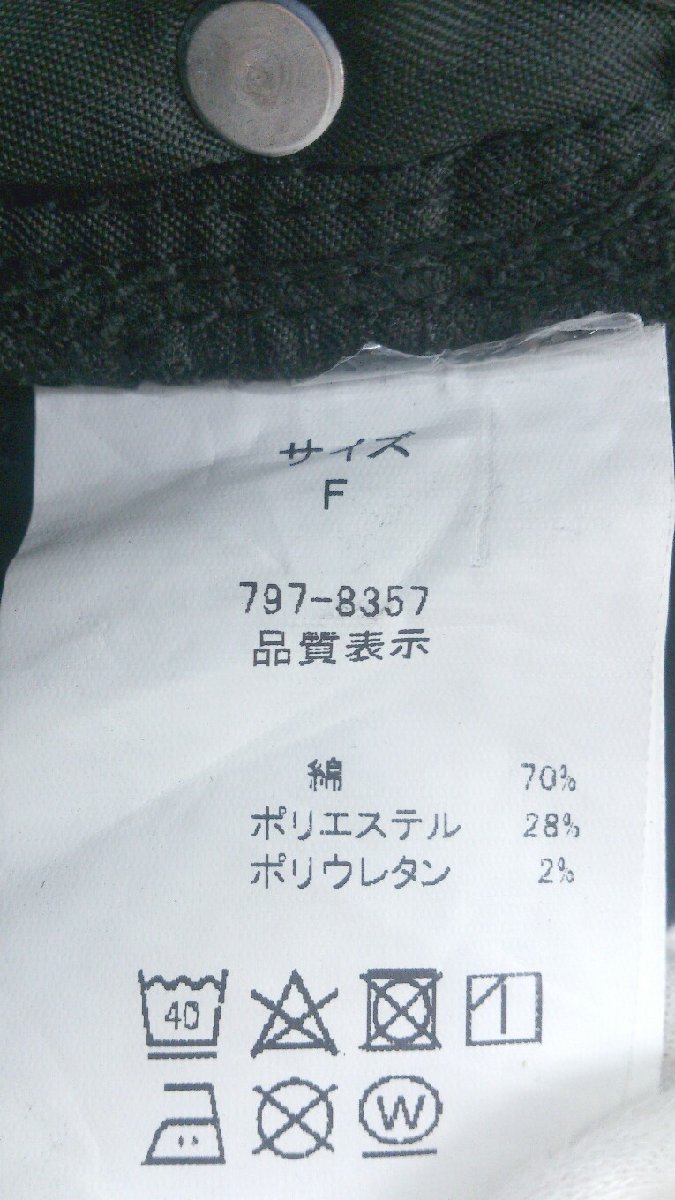 サイズ
F
797-8357
品質表示
綿 70%
ポリエステル 28%
ポリウレタン 2%
40
W